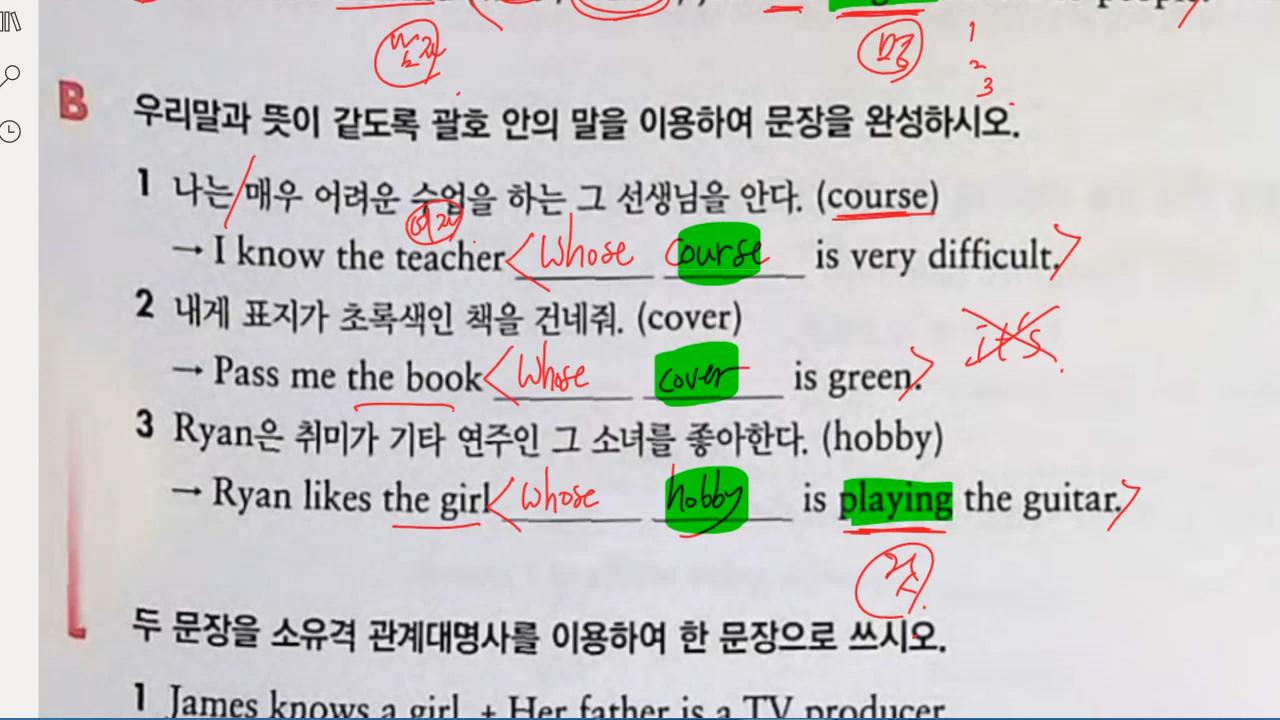 people.
1
2
3
B 우리말과 뜻이 같도록 괄호 안의 말을 이용하여 문장을 완성하시오.
1 나는 / 매우 어려운 수업을 하는 그 선생님을 안다. (course)
→ I know the teacher < whose course is very difficult. >
2 내게 표지가 초록색인 책을 건네줘. (cover)
it's
→ Pass me the book < whose cover is green. >
3 Ryan은 취미가 기타 연주인 그 소녀를 좋아한다. (hobby)
→ Ryan likes the girl < whose hobby is playing the guitar. >
것
두 문장을 소유격 관계대명사를 이용하여 한 문장으로 쓰시오.
1 James knows a girl. + Her father is a TV producer.